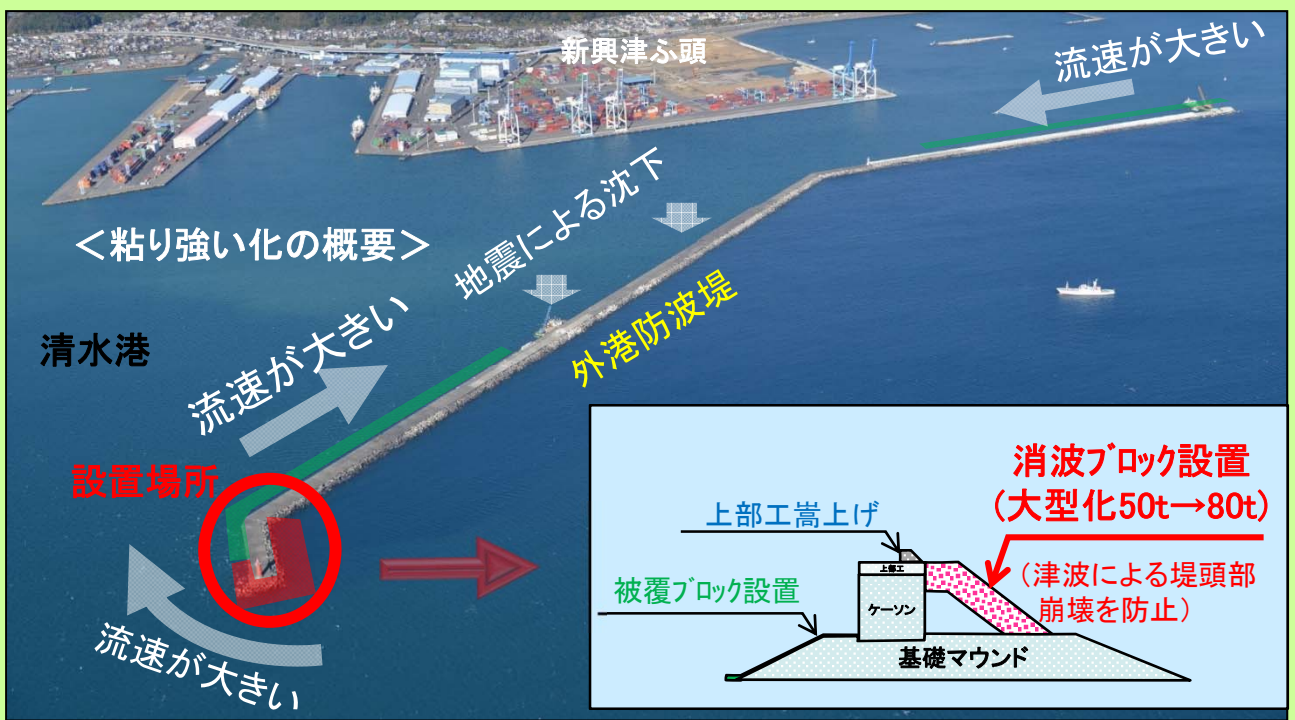 新興津ふ頭
流速が大きい
＜粘り強い化の概要＞
地震による沈下
清水港
流速が大きい
外港防波堤
設置場所
流速が大きい
消波ブロック設置
(大型化50t→80t)
上部工嵩上げ
（津波による堤頭部
崩壊を防止）
上部工
被覆ブロック設置
ケーソン
基礎マウンド